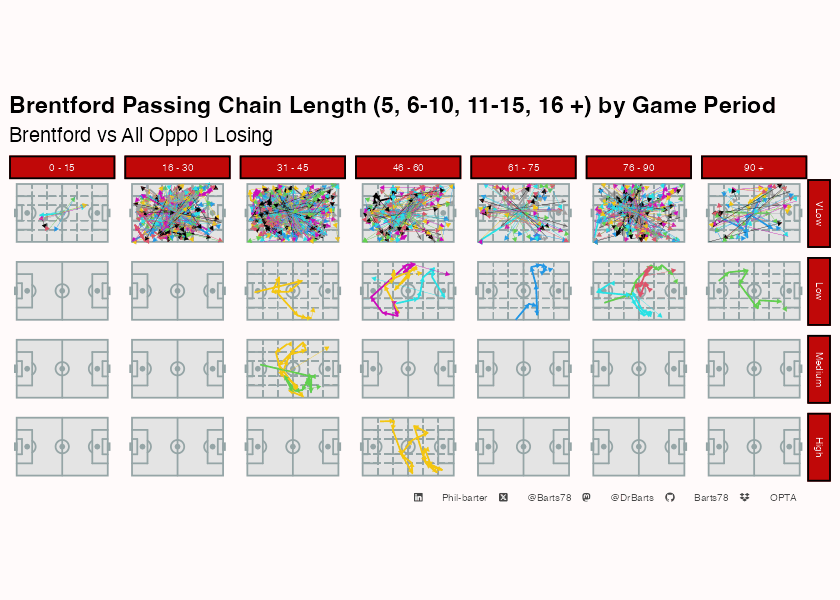 Brentford Passing Chain Length (5, 6-10, 11-15, 16 +) by Game Period
Brentford vs All Oppo | Losing
0 - 15 16 - 30 31 - 45 46 - 60 61 - 75 76 - 90 90 +
V.Low
Low
Medium
High
Phil-barter @Barts78 @DrBarts Barts78 OPTA